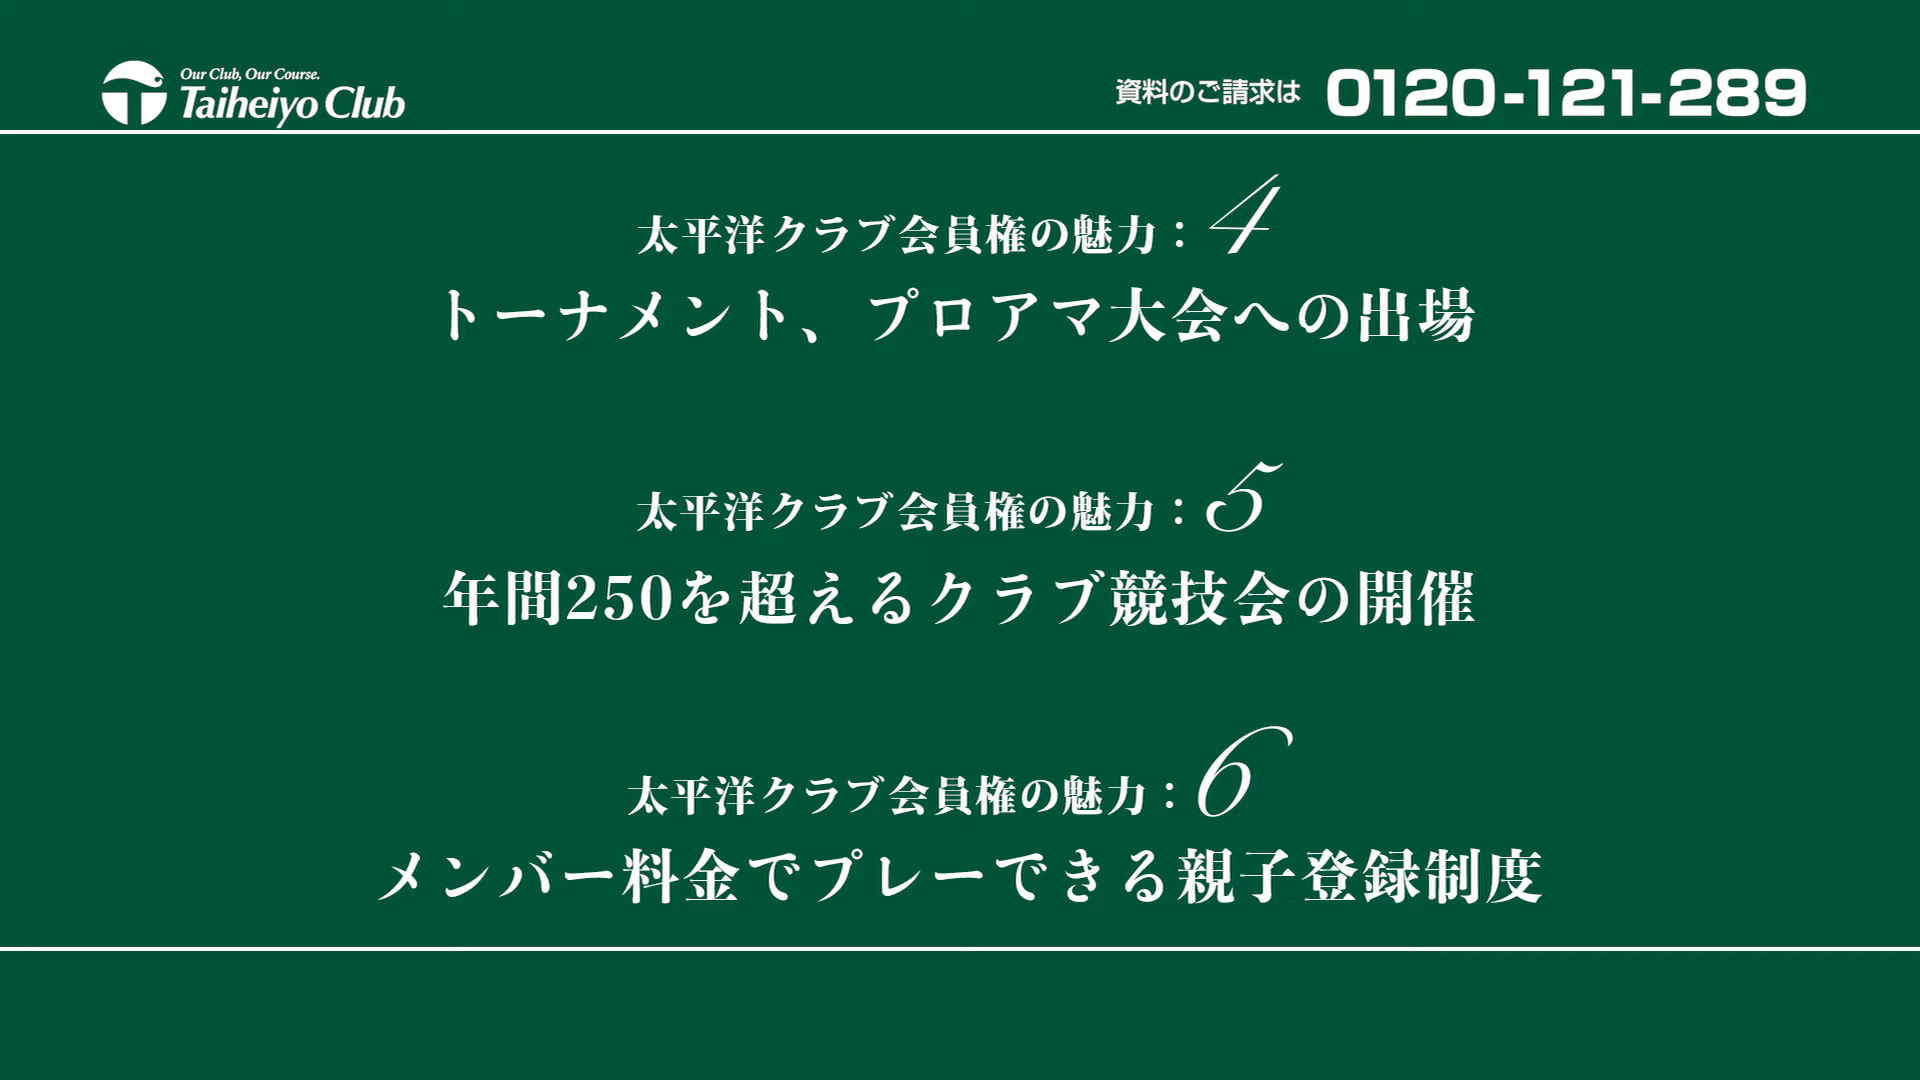 Our Club, Our Course.
Taiheiyo Club
資料のご請求は 0120-121-289
太平洋クラブ会員権の魅力：4
トーナメント、プロアマ大会への出場
太平洋クラブ会員権の魅力：5
年間250を超えるクラブ競技会の開催
太平洋クラブ会員権の魅力：6
メンバー料金でプレーできる親子登録制度